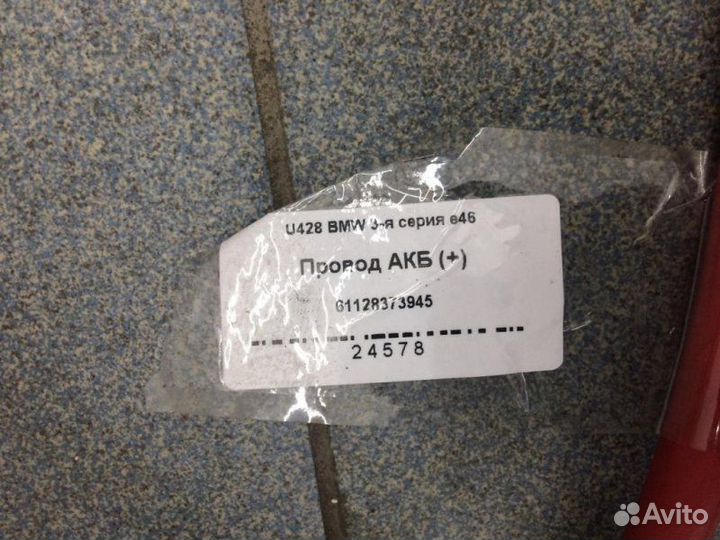 U428 BMW 3-я серия e46
Провод АКБ (+)
61128373945
24578
Avito